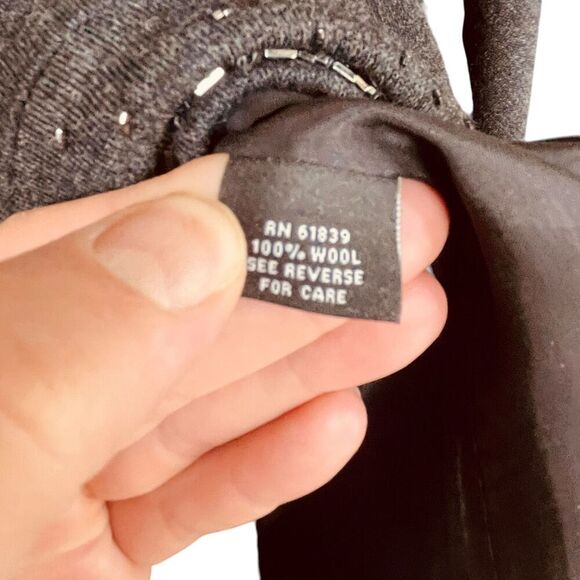 RN 61839
100% WOOL
SEE REVERSE
FOR CARE